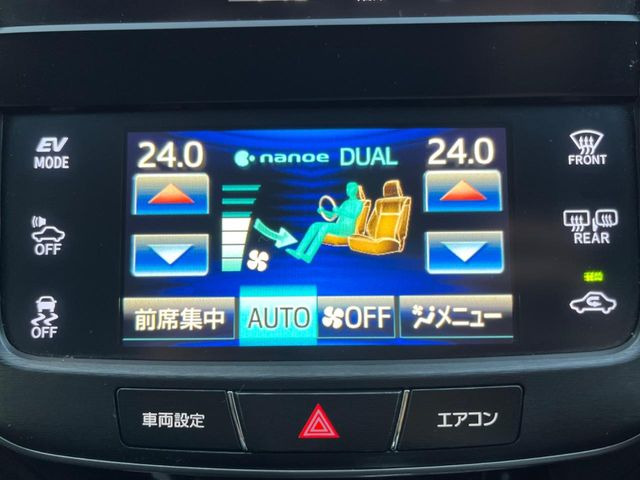 EV
MODE
24.0
nanoe DUAL
24.0
FRONT
OFF
REAR
OFF
前席集中
AUTO
OFF
メニュー
車両設定
エアコン